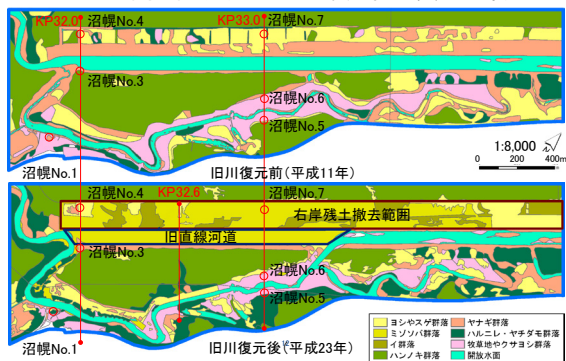 KP32.0
沼幌No.4
KP33.0
沼幌No.7
沼幌No.3
沼幌No.6
沼幌No.5
沼幌No.1
旧川復元前(平成11年)
1:8,000
0 200 400m
沼幌No.4
KP32.6
沼幌No.7
右岸残土撤去範囲
旧直線河道
沼幌No.3
沼幌No.6
沼幌No.5
沼幌No.1
旧川復元後(平成23年)
ヨシやスゲ群落
ミゾソバ群落
イ群落
ハンノキ群落
ヤナギ群落
ハルニレ・ヤチダモ群落
牧草地やクサヨシ群落
開放水面